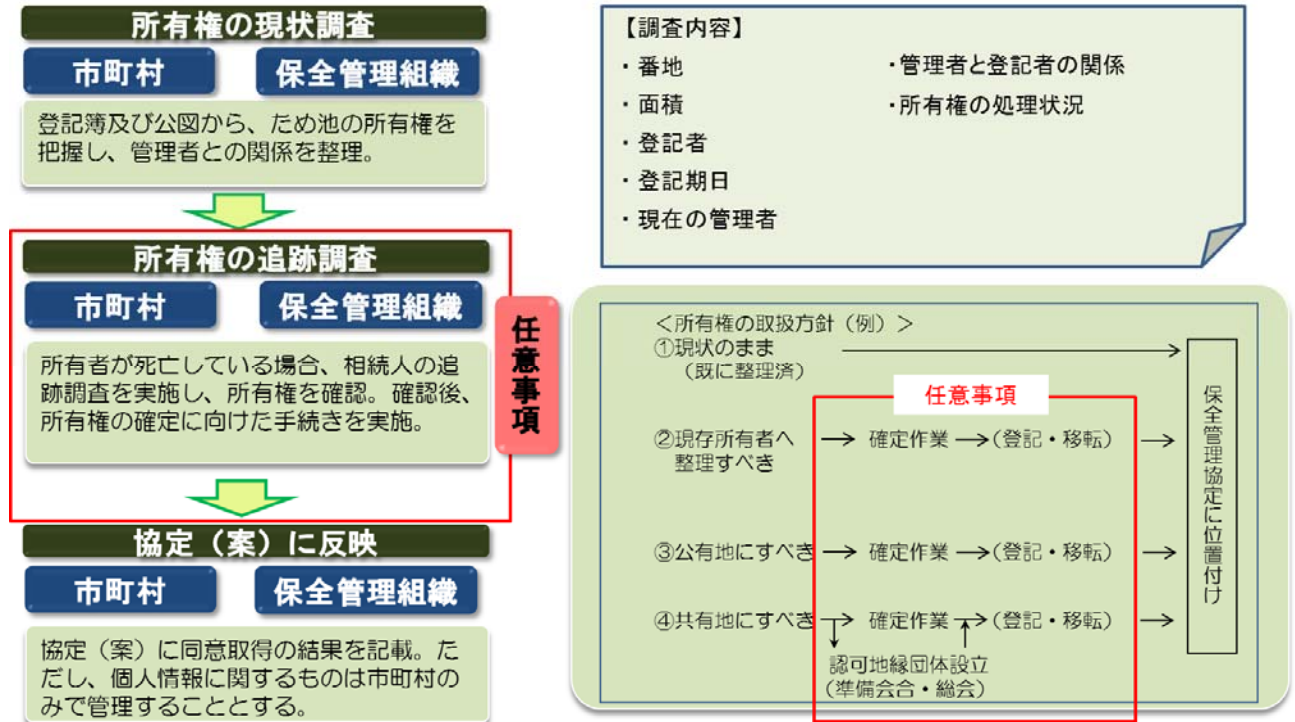 所有権の現状調査
市町村
保全管理組織
登記簿及び公図から、ため池の所有権を
把握し、管理者との関係を整理。
所有権の追跡調査
市町村
保全管理組織
所有者が死亡している場合、相続人の追
跡調査を実施し、所有権を確認。確認後、
所有権の確定に向けた手続きを実施。
任意事項
協定（案）に反映
市町村
保全管理組織
協定（案）に同意取得の結果を記載。た
だし、個人情報に関するものは市町村の
みで管理することとする。
【調査内容】
・番地
・面積
・登記者
・登記期日
・現在の管理者
・管理者と登記者の関係
・所有権の処理状況
＜所有権の取扱方針（例）＞
①現状のまま
（既に整理済）
任意事項
②現存所有者へ
整理すべき
→ 確定作業 →（登記・移転） →
③公有地にすべき → 確定作業 →（登記・移転） →
④共有地にすべき → 確定作業 →（登記・移転） →
認可地縁団体設立
（準備会合・総会）
保全管理協定に位置付け